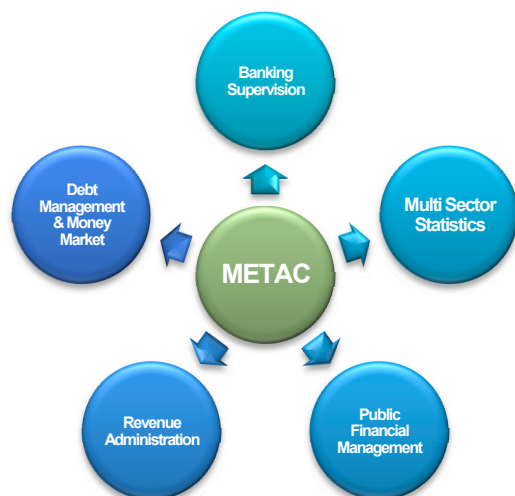 Banking
Supervision
Debt
Management
& Money
Market
Multi Sector
Statistics
METAC
Revenue
Administration
Public
Financial
Management